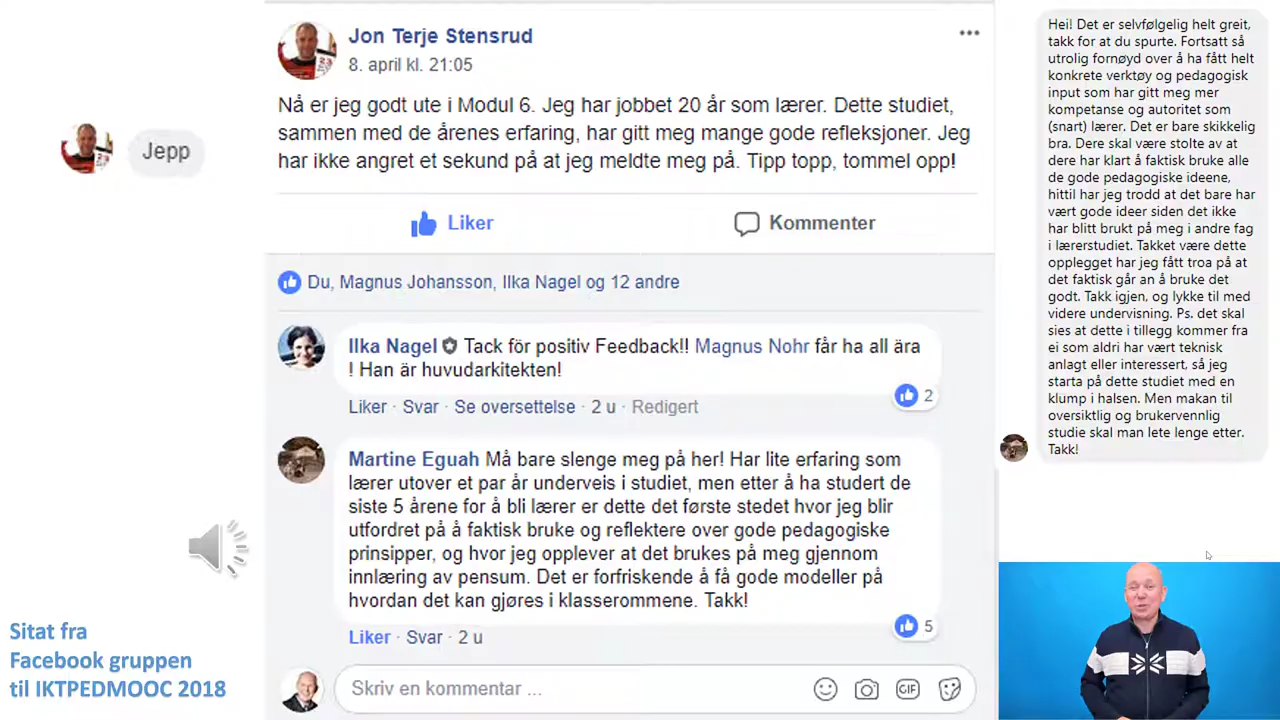 Jepp
Sitat fra
Facebook gruppen
til IKTPEDMOOC 2018
Jon Terje Stensrud
8. april kl. 21:05
Nå er jeg godt ute i Modul 6. Jeg har jobbet 20 år som lærer. Dette studiet,
sammen med de årenes erfaring, har gitt meg mange gode refleksjoner. Jeg
har ikke angret et sekund på at jeg meldte meg på. Tipp topp, tommel opp!
Liker
Kommenter
Du, Magnus Johansson, Ilka Nagel og 12 andre
Ilka Nagel Tack för positiv Feedback!! Magnus Nohr får ha all ära
! Han är huvudarkitekten!
2
Liker · Svar · Se oversettelse · 2 u · Redigert
Martine Eguah Må bare slenge meg på her! Har lite erfaring som
lærer utover et par år underveis i studiet, men etter å ha studert de
siste 5 årene for å bli lærer er dette det første stedet hvor jeg blir
utfordret på å faktisk bruke og reflektere over gode pedagogiske
prinsipper, og hvor jeg opplever at det brukes på meg gjennom
innlæring av pensum. Det er forfriskende å få gode modeller på
hvordan det kan gjøres i klasserommene. Takk!
5
Liker · Svar · 2 u
Skriv en kommentar ...
GIF
Hei! Det er selvfølgelig helt greit,
takk for at du spurte. Fortsatt så
utrolig fornøyd over å ha fått helt
konkrete verktøy og pedagogisk
input som har gitt meg mer
kompetanse og autoritet som
(snart) lærer. Det er bare skikkelig
bra. Dere skal være stolte av at
dere har klart å faktisk bruke alle
de gode pedagogiske ideene,
hittil har jeg trodd at det bare har
vært gode ideer siden det ikke
har blitt brukt på meg i andre fag
i lærerstudiet. Takket være dette
opplegget har jeg fått troa på at
det faktisk går an å bruke det
godt. Takk igjen, og lykke til med
videre undervisning. Ps. det skal
sies at dette i tillegg kommer fra
ei som aldri har vært teknisk
anlagt eller interessert, så jeg
starta på dette studiet med en
klump i halsen. Men makan til
oversiktlig og brukervennlig
studie skal man lete lenge etter.
Takk!